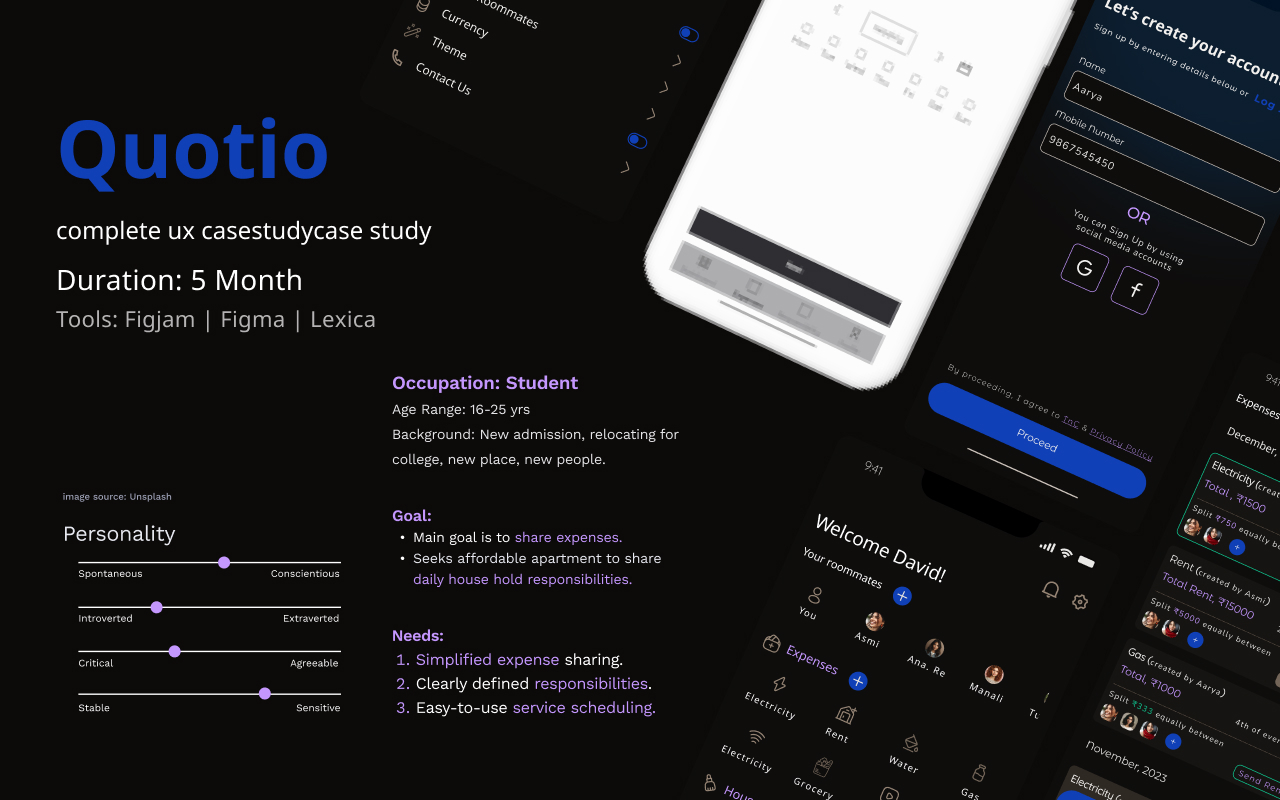 Quotio
complete ux casestudycase study
Duration: 5 Month
Tools: Figjam | Figma | Lexica
Occupation: Student
Age Range: 16-25 yrs
Background: New admission, relocating for
college, new place, new people.
Goal:
• Main goal is to share expenses.
• Seeks affordable apartment to share
daily house hold responsibilities.
Needs:
1. Simplified expense sharing.
2. Clearly defined responsibilities.
3. Easy-to-use service scheduling.
image source: Unsplash
Personality
Spontaneous Conscientious
Introverted Extraverted
Critical Agreeable
Stable Sensitive
Roommates
Currency
Theme
Contact Us
Let's create your accoun
Sign up by entering details below or Log
name
Aarya
mobile number
9867545450
OR
You can Sign Up by using
social media accounts
G f
By proceeding, I agree to TnC & Privacy Policy
Proceed
9:41
Welcome David!
Your roommates
You Asmi Ana. Re Manali
Expenses
Electricity Rent Water Gas
Electricity Grocery
Hou
9:41
Expenses
December,
Electricity (crea
Total, ₹1500
Split ₹750 equally be
Rent (created by Asmi)
Total Rent, ₹15000
Split ₹5000 equally between
Gas (created by Aarya)
Total, ₹1000
4th of ever
Split ₹333 equally between
Send Re
November, 2023
Electricity (